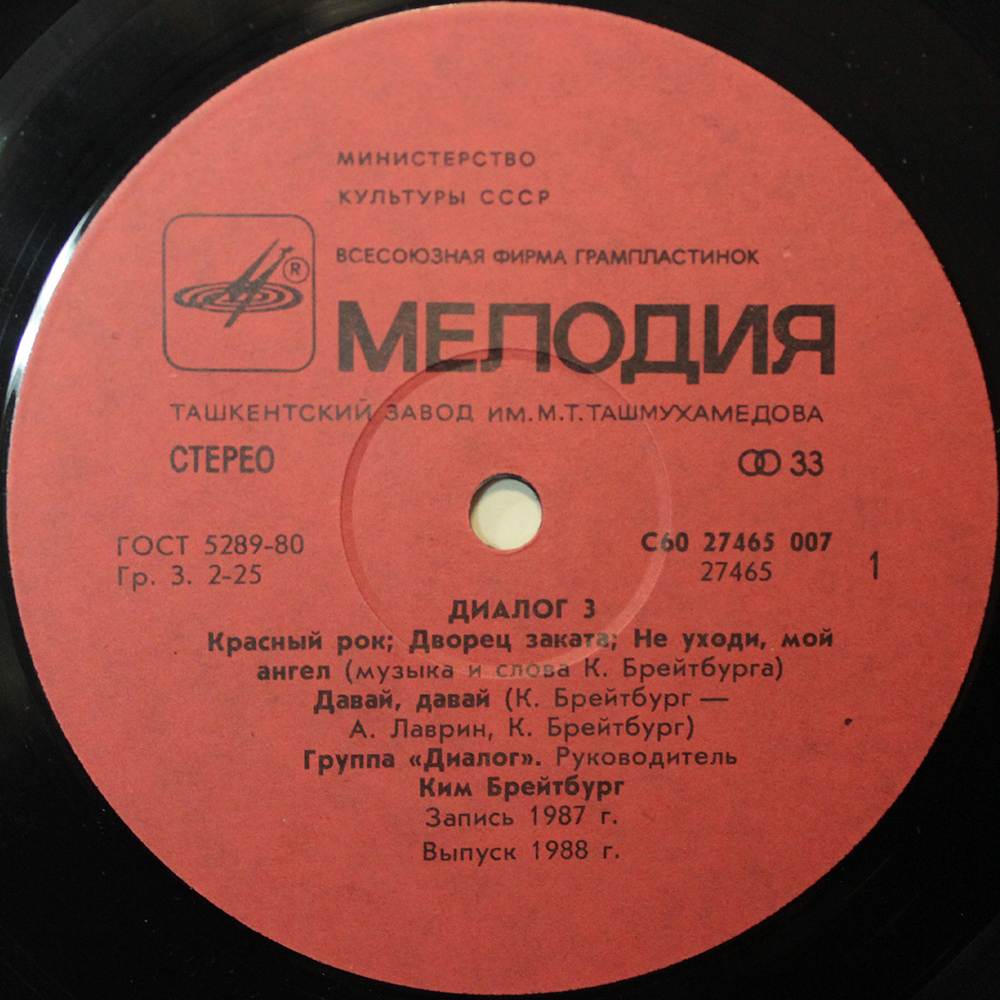 МИНИСТЕРСТВО
КУЛЬТУРЫ СССР
ВСЕСОЮЗНАЯ ФИРМА ГРАМПЛАСТИНОК
®
МЕЛОДИЯ
ТАШКЕНТСКИЙ ЗАВОД ИМ. М. Т. ТАШМУХАМЕДОВА
СТЕРЕО 33
ГОСТ 5289-80 С60 27465 007
Гр. 3. 2-25 27465 1
ДИАЛОГ 3
Красный рок; Дворец заката; Не уходи, мой
ангел (музыка и слова К. Брейтбурга)
Давай, давай (К. Брейтбург —
А. Лаврин, К. Брейтбург)
Группа «Диалог». Руководитель
Ким Брейтбург
Запись 1987 г.
Выпуск 1988 г.